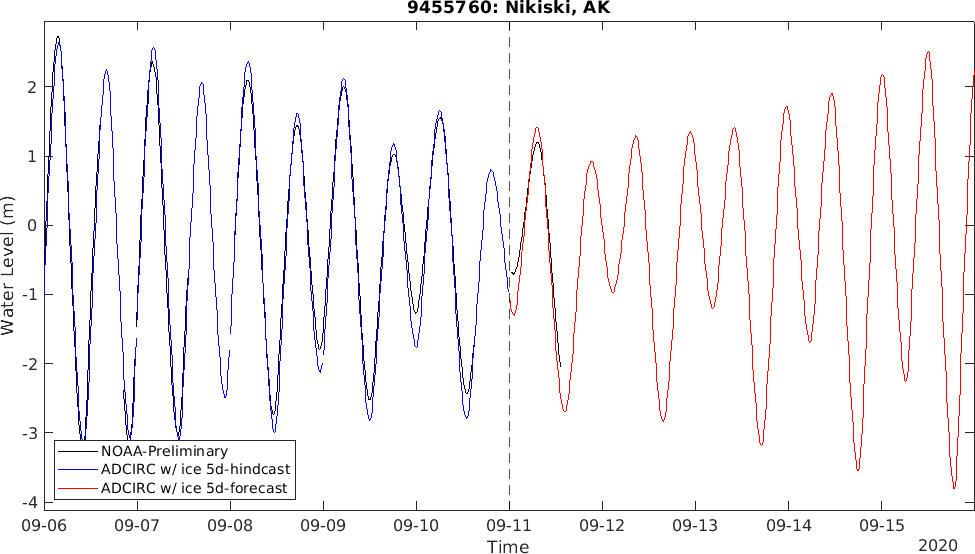 9455760: Nikiski, AK
Water Level (m)
2
1
0
-1
-2
-3
-4
NOAA-Preliminary
ADCIRC w/ ice 5d-hindcast
ADCIRC w/ ice 5d-forecast
09-06 09-07 09-08 09-09 09-10 09-11 09-12 09-13 09-14 09-15
Time
2020